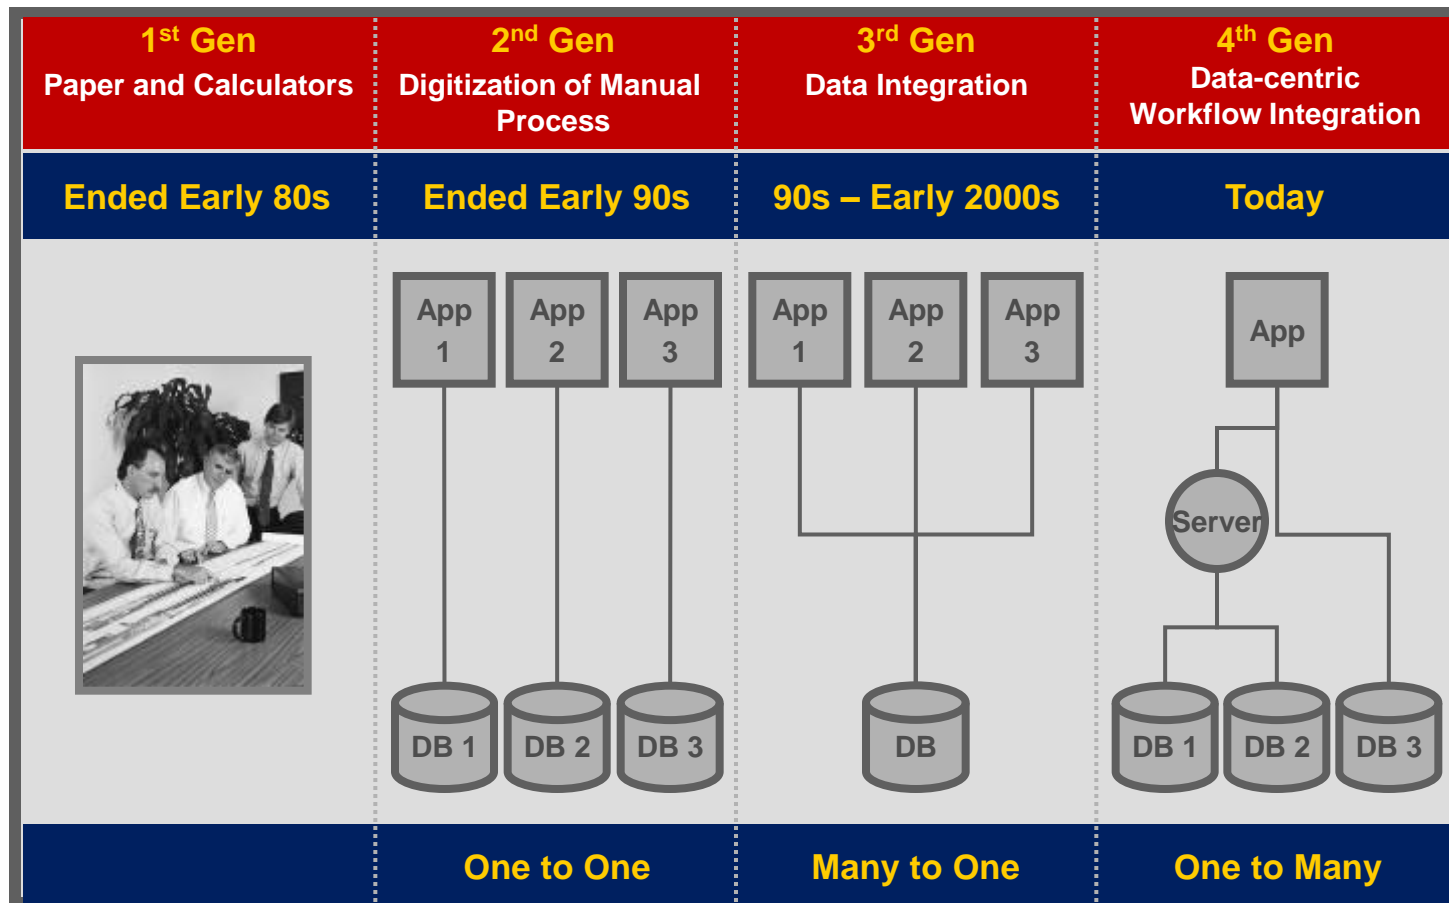 1st Gen
Paper and Calculators
2nd Gen
Digitization of Manual
Process
3rd Gen
Data Integration
4th Gen
Data-centric
Workflow Integration
Ended Early 80s
Ended Early 90s
90s – Early 2000s
Today
App
1
App
2
App
3
App
1
App
2
App
3
App
Server
DB 1
DB 2
DB 3
DB
DB 1
DB 2
DB 3
One to One
Many to One
One to Many